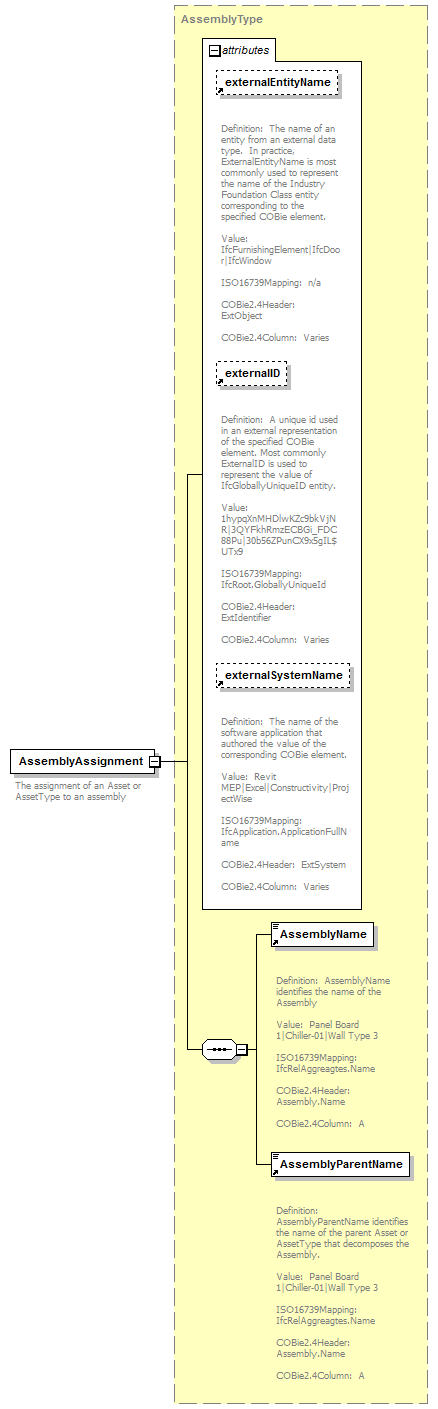 AssemblyType
attributes
externalEntityName
Definition:  The name of an
entity from an external data
type.  In practice,
ExternalEntityName is most
commonly used to represent
the name of the Industry
Foundation Class entity
corresponding to the
specified COBie element.
Value:
IfcFurnishingElement|IfcDoo
r|IfcWindow
ISO16739Mapping:  n/a
COBie2.4Header:
ExtObject
COBie2.4Column:  Varies
externalID
Definition:  A unique id used
in an external representation
of the specified COBie
element. Most commonly
ExternalID is used to
represent the value of
IfcGloballyUniqueID entity.
Value:
1hypqXnMHDlwKZc9bkVjN
R|3QYFkhRmzECBGi_FDC
88Pu|30b56ZPunCX9x5gIL$
UTx9
ISO16739Mapping:
IfcRoot.GloballyUniqueId
COBie2.4Header:
ExtIdentifier
COBie2.4Column:  Varies
externalSystemName
Definition:  The name of the
software application that
authored the value of the
corresponding COBie element.
Value:  Revit
MEP|Excel|Constructivity|Proj
ectWise
ISO16739Mapping:
IfcApplication.ApplicationFullN
ame
COBie2.4Header:  ExtSystem
COBie2.4Column:  Varies
AssemblyAssignment
The assignment of an Asset or
AssetType to an assembly
AssemblyName
Definition:  AssemblyName
identifies the name of the
Assembly
Value:  Panel Board
1|Chiller-01|Wall Type 3
ISO16739Mapping:
IfcRelAggreagtes.Name
COBie2.4Header:
Assembly.Name
COBie2.4Column:  A
AssemblyParentName
Definition:
AssemblyParentName identifies
the name of the parent Asset or
AssetType that decomposes the
Assembly.
Value:  Panel Board
1|Chiller-01|Wall Type 3
ISO16739Mapping:
IfcRelAggreagtes.Name
COBie2.4Header:
Assembly.Name
COBie2.4Column:  A